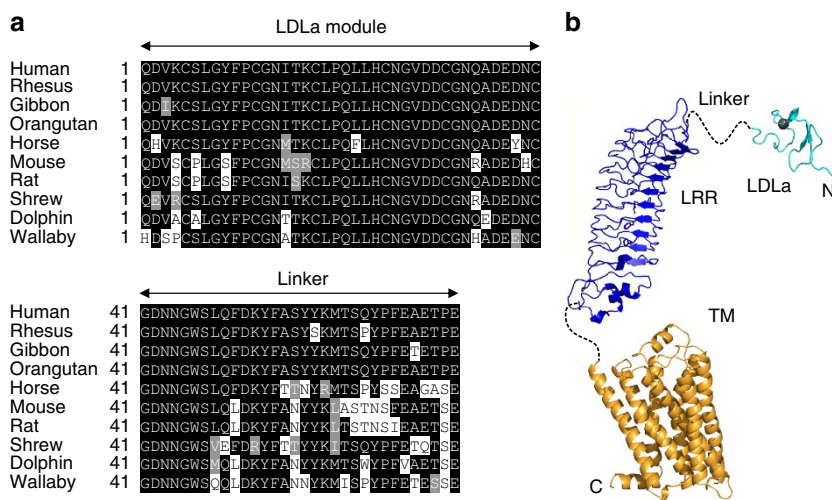 a
LDLa module
Human 1 QDVKCSLGYFPCGNITKCLPQLLHCNGVDDCGNQADEDNC
Rhesus 1 QDVKCSLGYFPCGNITKCLPQLLHCNGVDDCGNQADEDNC
Gibbon 1 QDIKCSLGYFPCGNITKCLPQLLHCNGVDDCGNQADEDNC
Orangutan 1 QDVKCSLGYFPCGNITKCLPQLLHCNGVDDCGNQADEDNC
Horse 1 QHVKCSLGYFPCGNMTKCLPQFLHCNGVDDCGNQADEYNC
Mouse 1 QDVSCPLGSFPCGNMSRCLPQLLHCNGVDDCGNRADEDHC
Rat 1 QDVSCPLGSFPCGNISKCLPQLLHCNGVDDCGNQADEDNC
Shrew 1 QEVRCSLGYFPCGNITKCLPQLLHCNGVDDCGNRADEDNC
Dolphin 1 QDVACALGYFPCGNTTKCLPQLLHCNGVDDCGNQEDEDNC
Wallaby 1 HDSPCSLGYFPCGNATKCLPQLLHCNGVDDCGNHADEENC
Linker
Human 41 GDNNGWSLQFDKYFASYYKMTSQYPFEAETPE
Rhesus 41 GDNNGWSLQFDKYFASYSKMTSPYPFEAETPE
Gibbon 41 GDNNGWSLQFDKYFASYYKMTSQYPFETETPE
Orangutan 41 GDNNGWSLQFDKYFASYYKMTSQYPFEAETPE
Horse 41 GDNNGWSLQFDKYFTTNYRMTSPYSSEAGASE
Mouse 41 GDNNGWSLQLDKYFANYYKLASTNSFEAETSE
Rat 41 GDNNGWSLQLDKYFANYYKLTSTNSIEAETSE
Shrew 41 GDNNGWSVEFDRYFTTYYKITSQYPFETQTSE
Dolphin 41 GDNNGWSMQLDKYFANYYKMTSWYPFVAETSE
Wallaby 41 GDNNGWSQQLDKYFANNYKMISPYPFETESSE
b
Linker
LRR
LDLa
N
TM
C